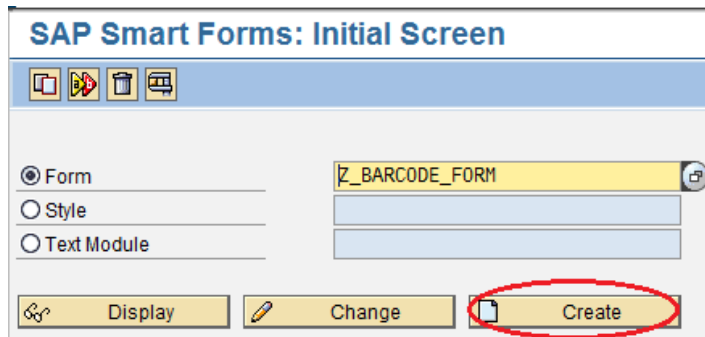 SAP Smart Forms: Initial Screen
Form Z_BARCODE_FORM
Style
Text Module
Display Change Create